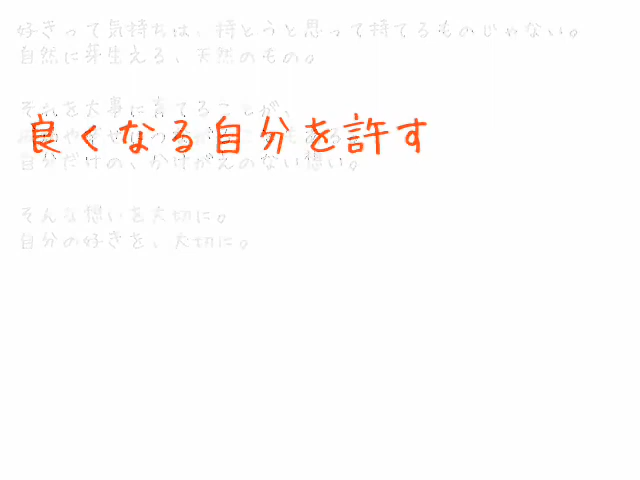 好きって気持ちは、持とうと思って持てるものじゃない。
自然に芽生える、天然のもの。
それを大事に育てることが、
良くなる自分を許す
自分だけの、かけがえのない想い。
そんな想いを大切に。
自分の好きを、大切に。